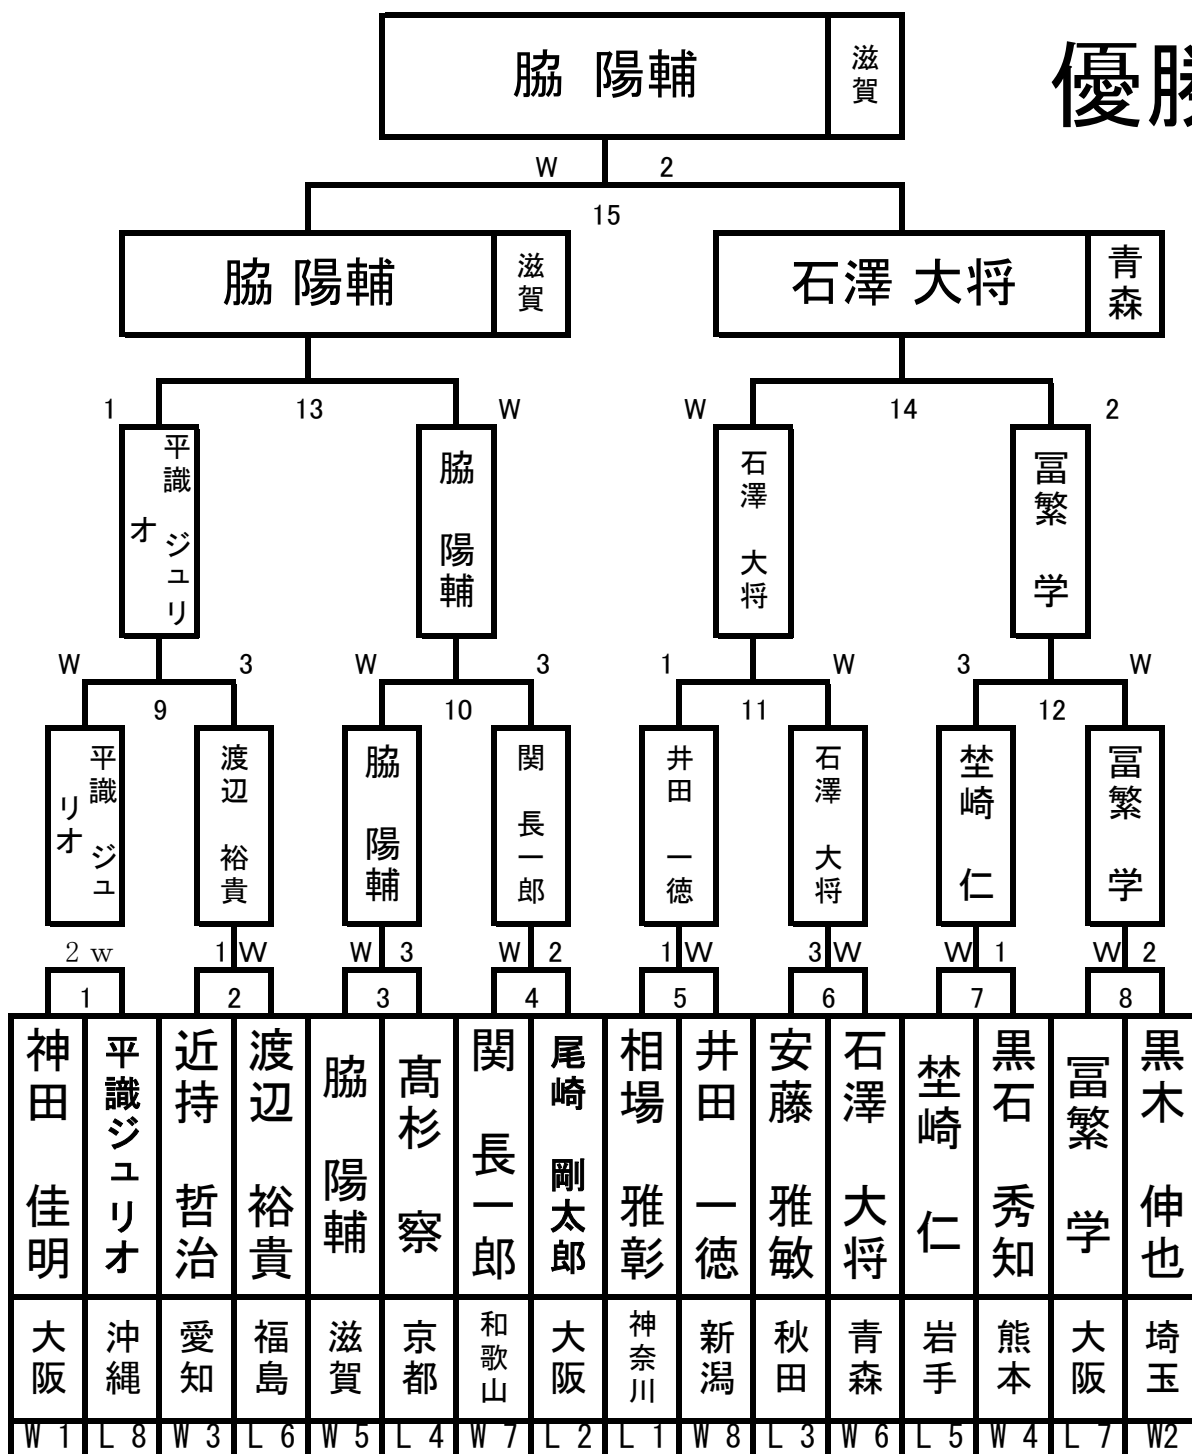 脇 陽輔 滋賀
優勝
W 2
15
脇 陽輔 滋賀 石澤 大将 青森
1 13 W W 14 2
平識 ジュリオ 脇 陽輔 石澤 大将 冨繁 学
W 3 W 3 1 W 3 W
9 10 11 12
平識 ジュリオ 渡辺 裕貴 脇 陽輔 関 長一郎 井田 一徳 石澤 大将 埜崎 仁 冨繁 学
2 w 1 W W 3 W 2 1 W 3 W W 1 W 2
1 2 3 4 5 6 7 8
神田 佳明 平識ジュリオ 近持 哲治 渡辺 裕貴 脇 陽輔 髙杉 察 関 長一郎 尾崎 剛太郎 相場 雅彰 井田 一徳 安藤 雅敏 石澤 大将 埜崎 仁 黒石 秀知 冨繁 学 黒木 伸也
大阪 沖縄 愛知 福島 滋賀 京都 和歌山 大阪 神奈川 新潟 秋田 青森 岩手 熊本 大阪 埼玉
W 1 L 8 W 3 L 6 W 5 L 4 W 7 L 2 L 1 W 8 L 3 W 6 L 5 W 4 L 7 W2